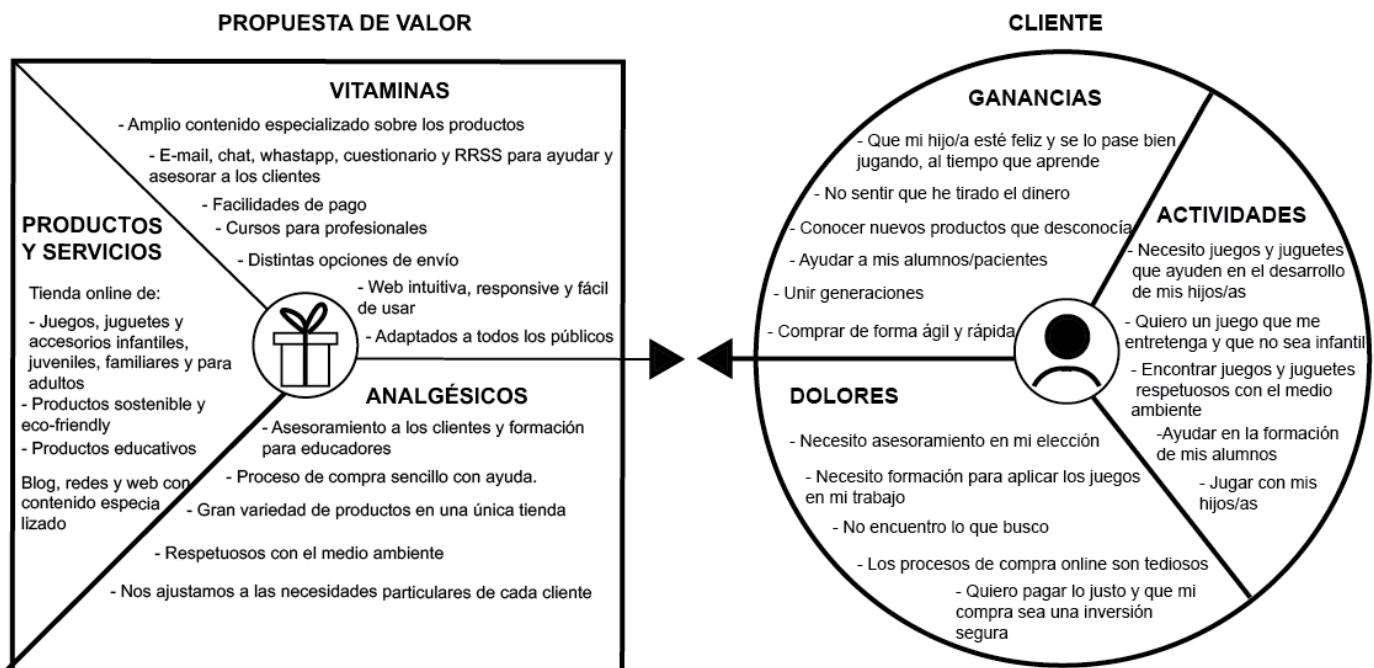 PROPUESTA DE VALOR
VITAMINAS
- Amplio contenido especializado sobre los productos
- E-mail, chat, whastapp, cuestionario y RRSS para ayudar y
asesorar a los clientes
- Facilidades de pago
- Cursos para profesionales
- Distintas opciones de envío
- Web intuitiva, responsive y fácil
de usar
- Adaptados a todos los públicos
PRODUCTOS
Y SERVICIOS
Tienda online de:
- Juegos, juguetes y
accesorios infantiles,
juveniles, familiares y para
adultos
- Productos sostenible y
eco-friendly
- Productos educativos
Blog, redes y web con
contenido especia
lizado
ANALGÉSICOS
- Asesoramiento a los clientes y formación
para educadores
- Proceso de compra sencillo con ayuda.
- Gran variedad de productos en una única tienda
- Respetuosos con el medio ambiente
- Nos ajustamos a las necesidades particulares de cada cliente
CLIENTE
GANANCIAS
- Que mi hijo/a esté feliz y se lo pase bien
jugando, al tiempo que aprende
- No sentir que he tirado el dinero
- Conocer nuevos productos que desconocía
- Ayudar a mis alumnos/pacientes
- Unir generaciones
- Comprar de forma ágil y rápida
ACTIVIDADES
- Necesito juegos y juguetes
que ayuden en el desarrollo
de mis hijos/as
- Quiero un juego que me
entretenga y que no sea infantil
- Encontrar juegos y juguetes
respetuosos con el medio
ambiente
-Ayudar en la formación
de mis alumnos
- Jugar con mis
hijos/as
DOLORES
- Necesito asesoramiento en mi elección
- Necesito formación para aplicar los juegos
en mi trabajo
- No encuentro lo que busco
- Los procesos de compra online son tediosos
- Quiero pagar lo justo y que mi
compra sea una inversión
segura